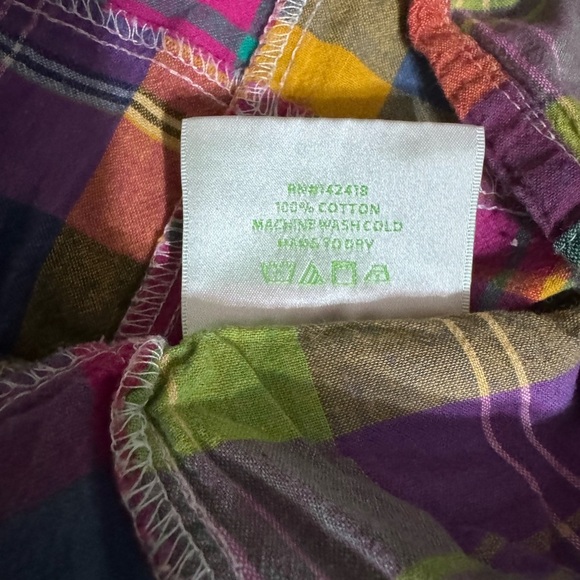 RN#142418
100% COTTON
MACHINE WASH COLD
HANG TO DRY